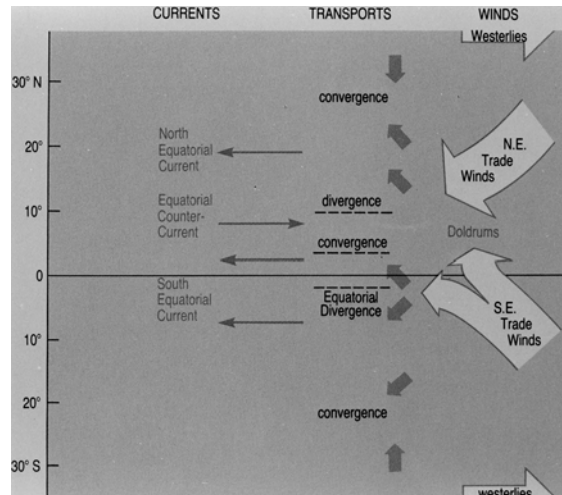 CURRENTS TRANSPORTS WINDS
Westerlies
30° N
convergence
20°
North
Equatorial
Current
N.E.
Trade
Winds
divergence
10°
Equatorial
Counter-
Current
Doldrums
convergence
0
South
Equatorial
Current
Equatorial
Divergence
S.E.
Trade
Winds
10°
20°
convergence
30° S
westerlies